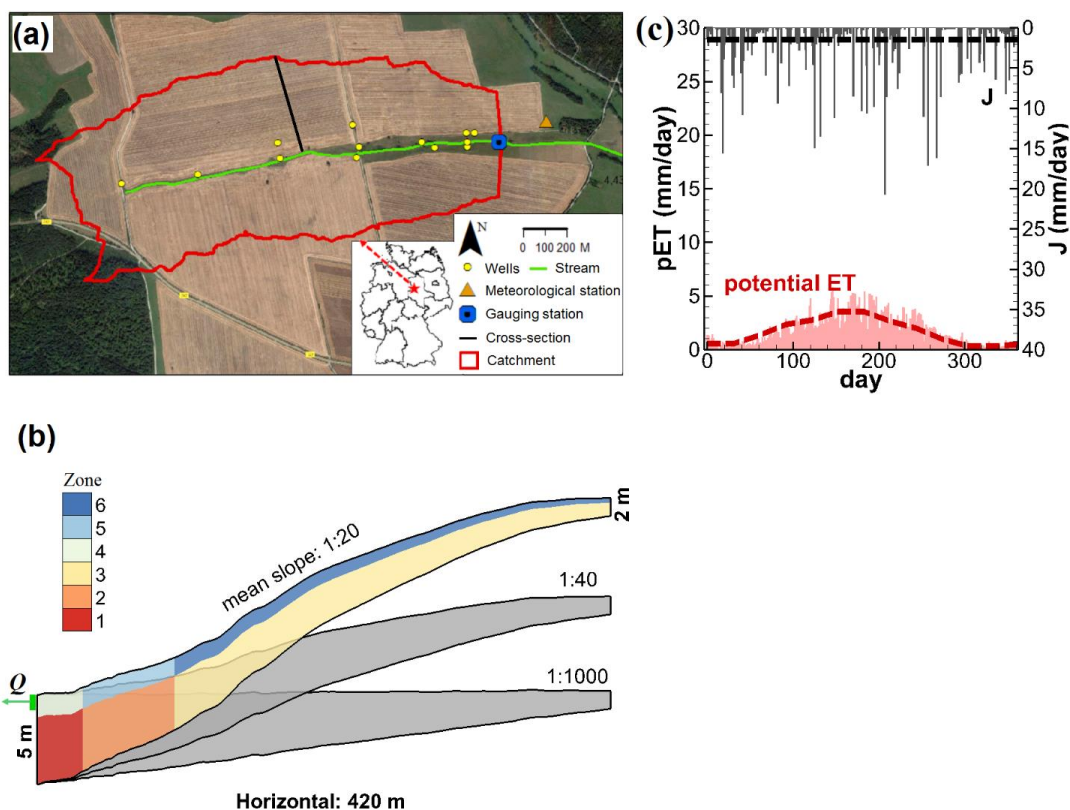 (a)
4.43
N
0 100 200 M
Wells
Stream
Meteorological station
Gauging station
Cross-section
Catchment
(c)
30
25
20
15
10
5
0
pET (mm/day)
J
potential ET
0
5
10
15
20
25
30
35
40
J (mm/day)
0 100 200 300
day
(b)
Zone
6
5
4
3
2
1
mean slope: 1:20
2 m
1:40
1:1000
Q
5 m
Horizontal: 420 m